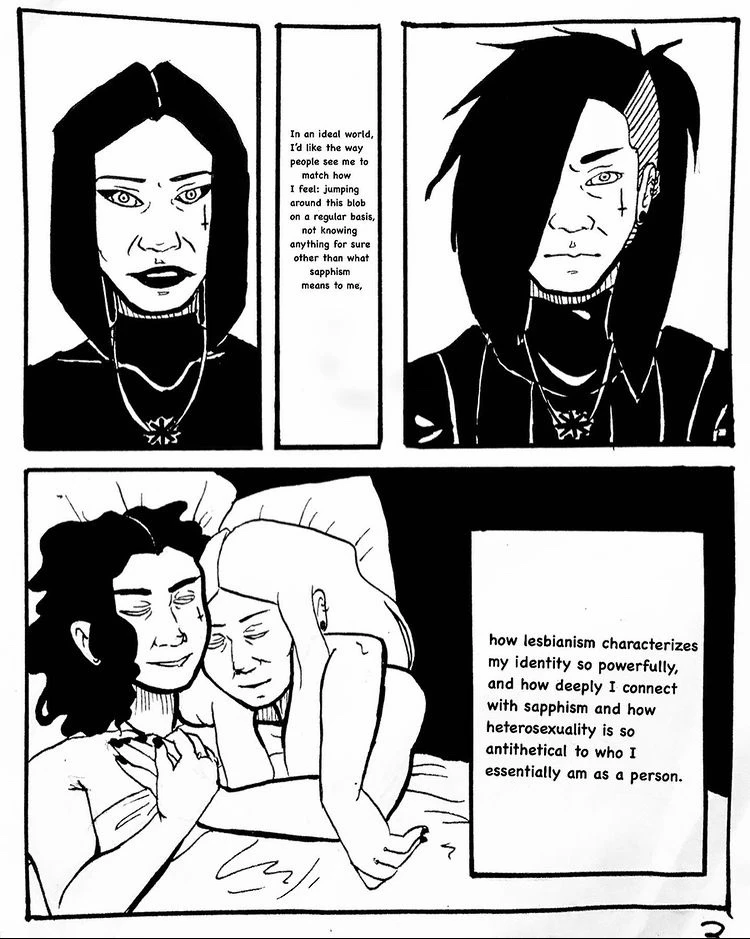 In an ideal world,
I'd like the way
people see me to
match how
I feel: jumping
around this blob
on a regular basis,
not knowing
anything for sure
other than what
sapphism
means to me,
how lesbianism characterizes
my identity so powerfully,
and how deeply I connect
with sapphism and how
heterosexuality is so
antithetical to who I
essentially am as a person.
2